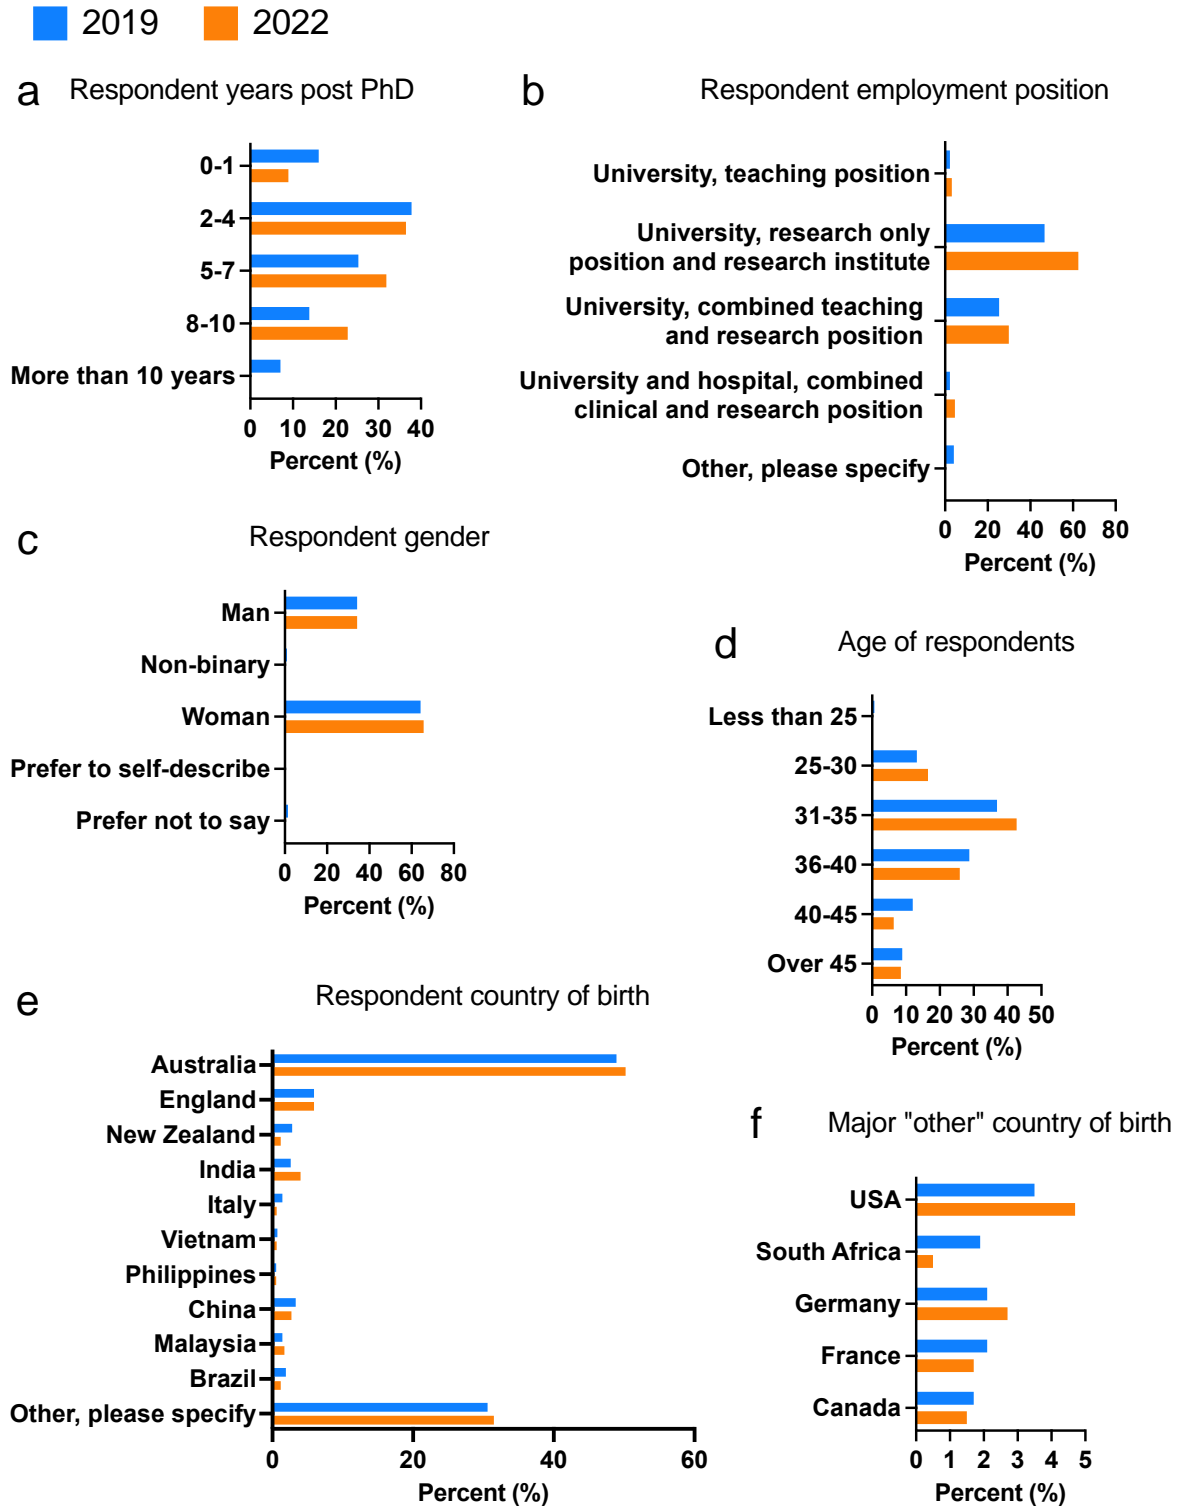 2019 2022
a Respondent years post PhD
0-1
2-4
5-7
8-10
More than 10 years
0 10 20 30 40
Percent (%)
b Respondent employment position
University, teaching position
University, research only
position and research institute
University, combined teaching
and research position
University and hospital, combined
clinical and research position
Other, please specify
0 20 40 60 80
Percent (%)
c Respondent gender
Man
Non-binary
Woman
Prefer to self-describe
Prefer not to say
0 20 40 60 80
Percent (%)
d Age of respondents
Less than 25
25-30
31-35
36-40
40-45
Over 45
0 10 20 30 40 50
Percent (%)
e Respondent country of birth
Australia
England
New Zealand
India
Italy
Vietnam
Philippines
China
Malaysia
Brazil
Other, please specify
0 20 40 60
Percent (%)
f Major "other" country of birth
USA
South Africa
Germany
France
Canada
0 1 2 3 4 5
Percent (%)